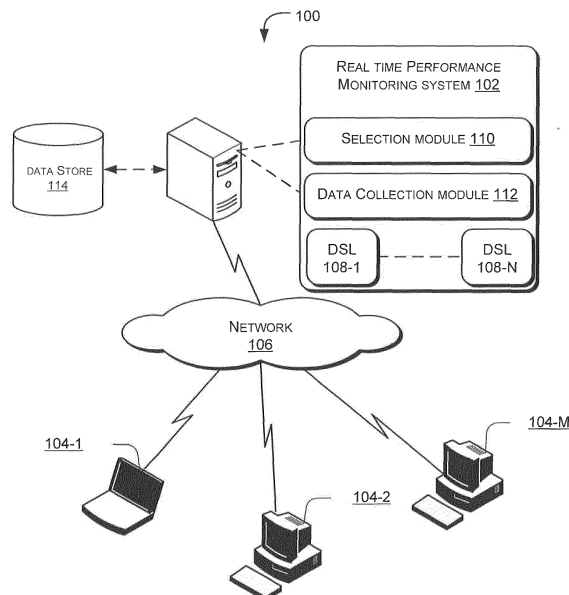 100
REAL TIME PERFORMANCE
MONITORING SYSTEM 102
SELECTION MODULE 110
DATA STORE
114
DATA COLLECTION MODULE 112
DSL
108-1
DSL
108-N
NETWORK
106
104-1
104-2
104-M